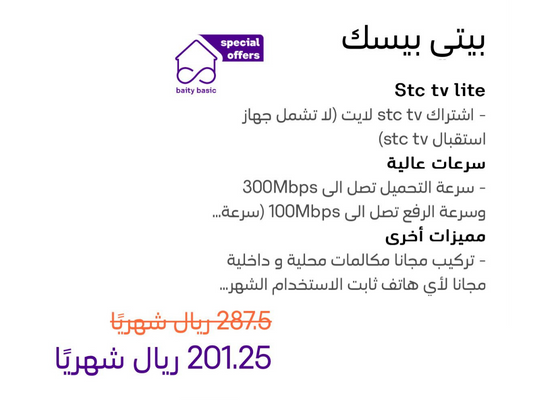 بيتي بيسك
special
offers
baity basic
Stc tv lite
- اشتراك stc tv لايت (لا تشمل جهاز
استقبال stc tv)
سرعات عالية
- سرعة التحميل تصل الى 300Mbps
وسرعة الرفع تصل الى 100Mbps (سرعة...
مميزات أخرى
- تركيب مجانا مكالمات محلية و داخلية
مجانا لأي هاتف ثابت الاستخدام الشهر...
287.5 ريال شهريًا
201.25 ريال شهريًا